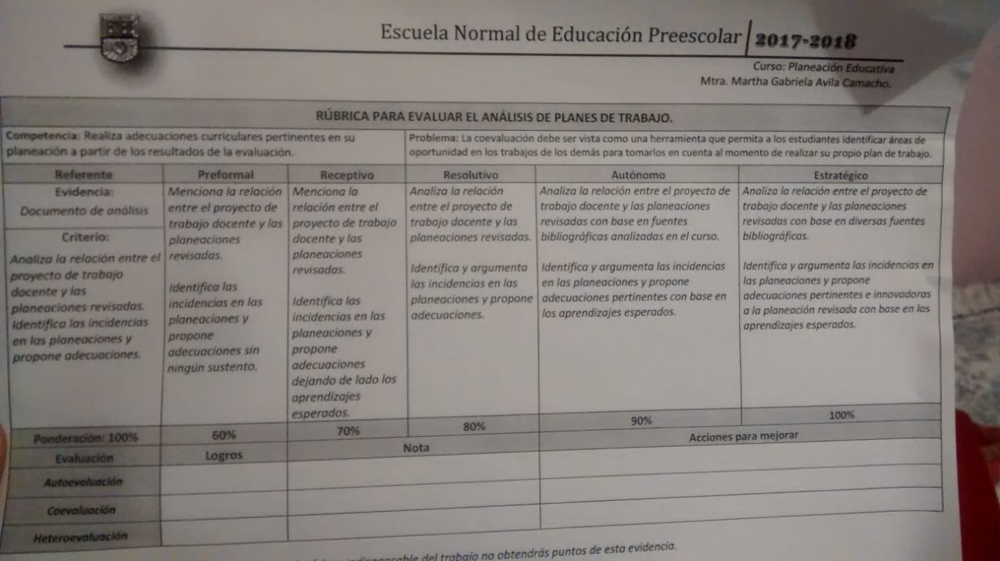 Escuela Normal de Educación Preescolar 2017-2018
Curso: Planeación Educativa
Mtra. Martha Gabriela Avila Camacho.
RÚBRICA PARA EVALUAR EL ANÁLISIS DE PLANES DE TRABAJO.
Competencia: Realiza adecuaciones curriculares pertinentes en su
planeación a partir de los resultados de la evaluación.
Problema: La coevaluación debe ser vista como una herramienta que permita a los estudiantes identificar áreas de
oportunidad en los trabajos de los demás para tomarlos en cuenta al momento de realizar su propio plan de trabajo.
Referente
Preformal
Receptivo
Resolutivo
Autónomo
Estratégico
Evidencia:
Documento de análisis
Criterio:
Analiza la relación entre el
proyecto de trabajo
docente y las
planeaciones revisadas.
Identifica las incidencias
en las planeaciones y
propone adecuaciones.
Menciona la relación
entre el proyecto de
trabajo docente y las
planeaciones
revisadas.
Identifica las
incidencias en las
planeaciones y
propone
adecuaciones sin
ningún sustento.
Menciona la
relación entre el
proyecto de trabajo
docente y las
planeaciones
revisadas.
Identifica las
incidencias en las
planeaciones y
propone
adecuaciones
dejando de lado los
aprendizajes
esperados.
Analiza la relación
entre el proyecto de
trabajo docente y las
planeaciones revisadas.
Identifica y argumenta
las incidencias en las
planeaciones y propone
adecuaciones.
Analiza la relación entre el proyecto de
trabajo docente y las planeaciones
revisadas con base en fuentes
bibliográficas analizadas en el curso.
Identifica y argumenta las incidencias
en las planeaciones y propone
adecuaciones pertinentes con base en
los aprendizajes esperados.
Analiza la relación entre el proyecto de
trabajo docente y las planeaciones
revisadas con base en diversas fuentes
bibliográficas.
Identifica y argumenta las incidencias en
las planeaciones y propone
adecuaciones pertinentes e innovadoras
a la planeación revisada con base en los
aprendizajes esperados.
Ponderación: 100%
60%
70%
80%
90%
100%
Evaluación
Logros
Nota
Acciones para mejorar
Autoevaluación
Coevaluación
Heteroevaluación
indispensable del trabajo no obtendrás puntos de esta evidencia.